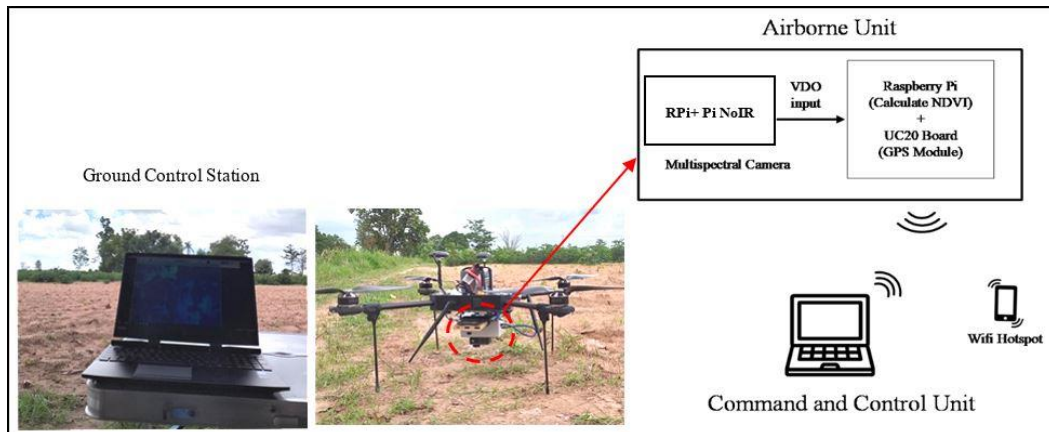 Airborne Unit
RPi+ Pi NoIR
VDO
input
Raspberry Pi
(Calculate NDVI)
+
UC20 Board
(GPS Module)
Multispectral Camera
Ground Control Station
Wifi Hotspot
Command and Control Unit